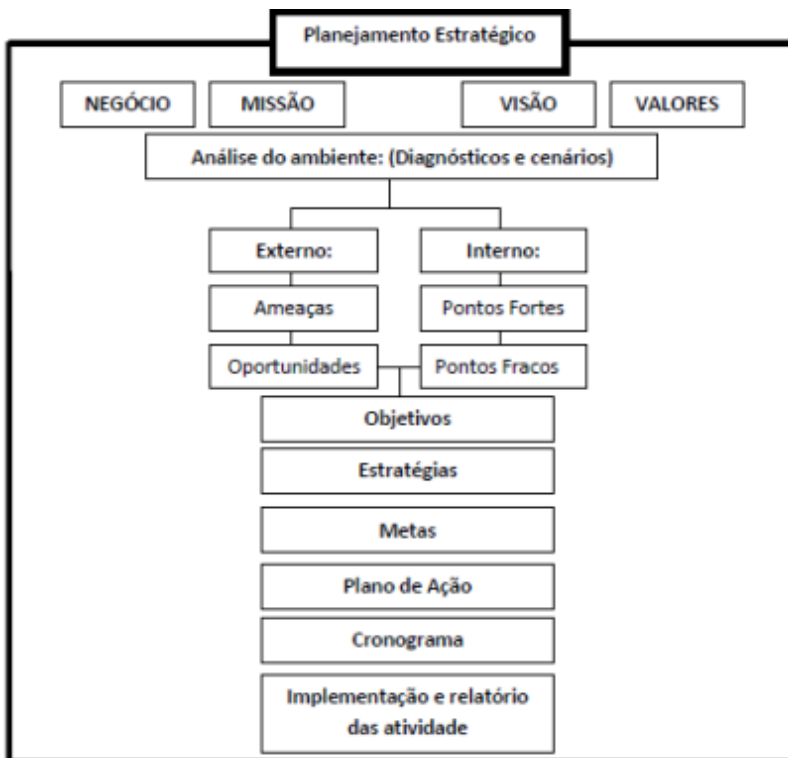 Planejamento Estratégico
NEGÓCIO
MISSÃO
VISÃO
VALORES
Análise do ambiente: (Diagnósticos e cenários)
Externo:
Interno:
Ameaças
Pontos Fortes
Oportunidades
Pontos Fracos
Objetivos
Estratégias
Metas
Plano de Ação
Cronograma
Implementação e relatório
das atividade